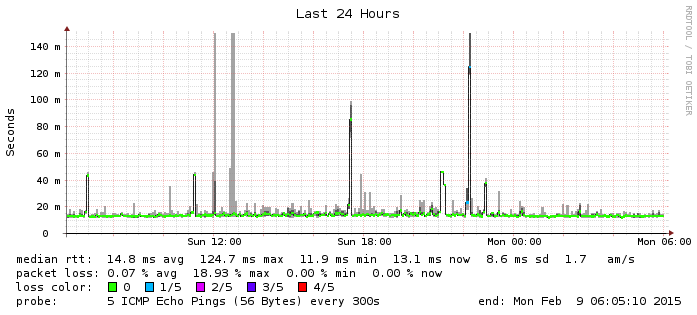 Last 24 Hours
RRDTOOL / TOBI OETIKER
Seconds
140 m
120 m
100 m
80 m
60 m
40 m
20 m
0
Sun 12:00 Sun 18:00 Mon 00:00 Mon 06:00
median rtt: 14.8 ms avg 124.7 ms max 11.9 ms min 13.1 ms now 8.6 ms sd 1.7 am/s
packet loss: 0.07 % avg 18.93 % max 0.00 % min 0.00 % now
loss color: 0 1/5 2/5 3/5 4/5
probe: 5 ICMP Echo Pings (56 Bytes) every 300s end: Mon Feb 9 06:05:10 2015